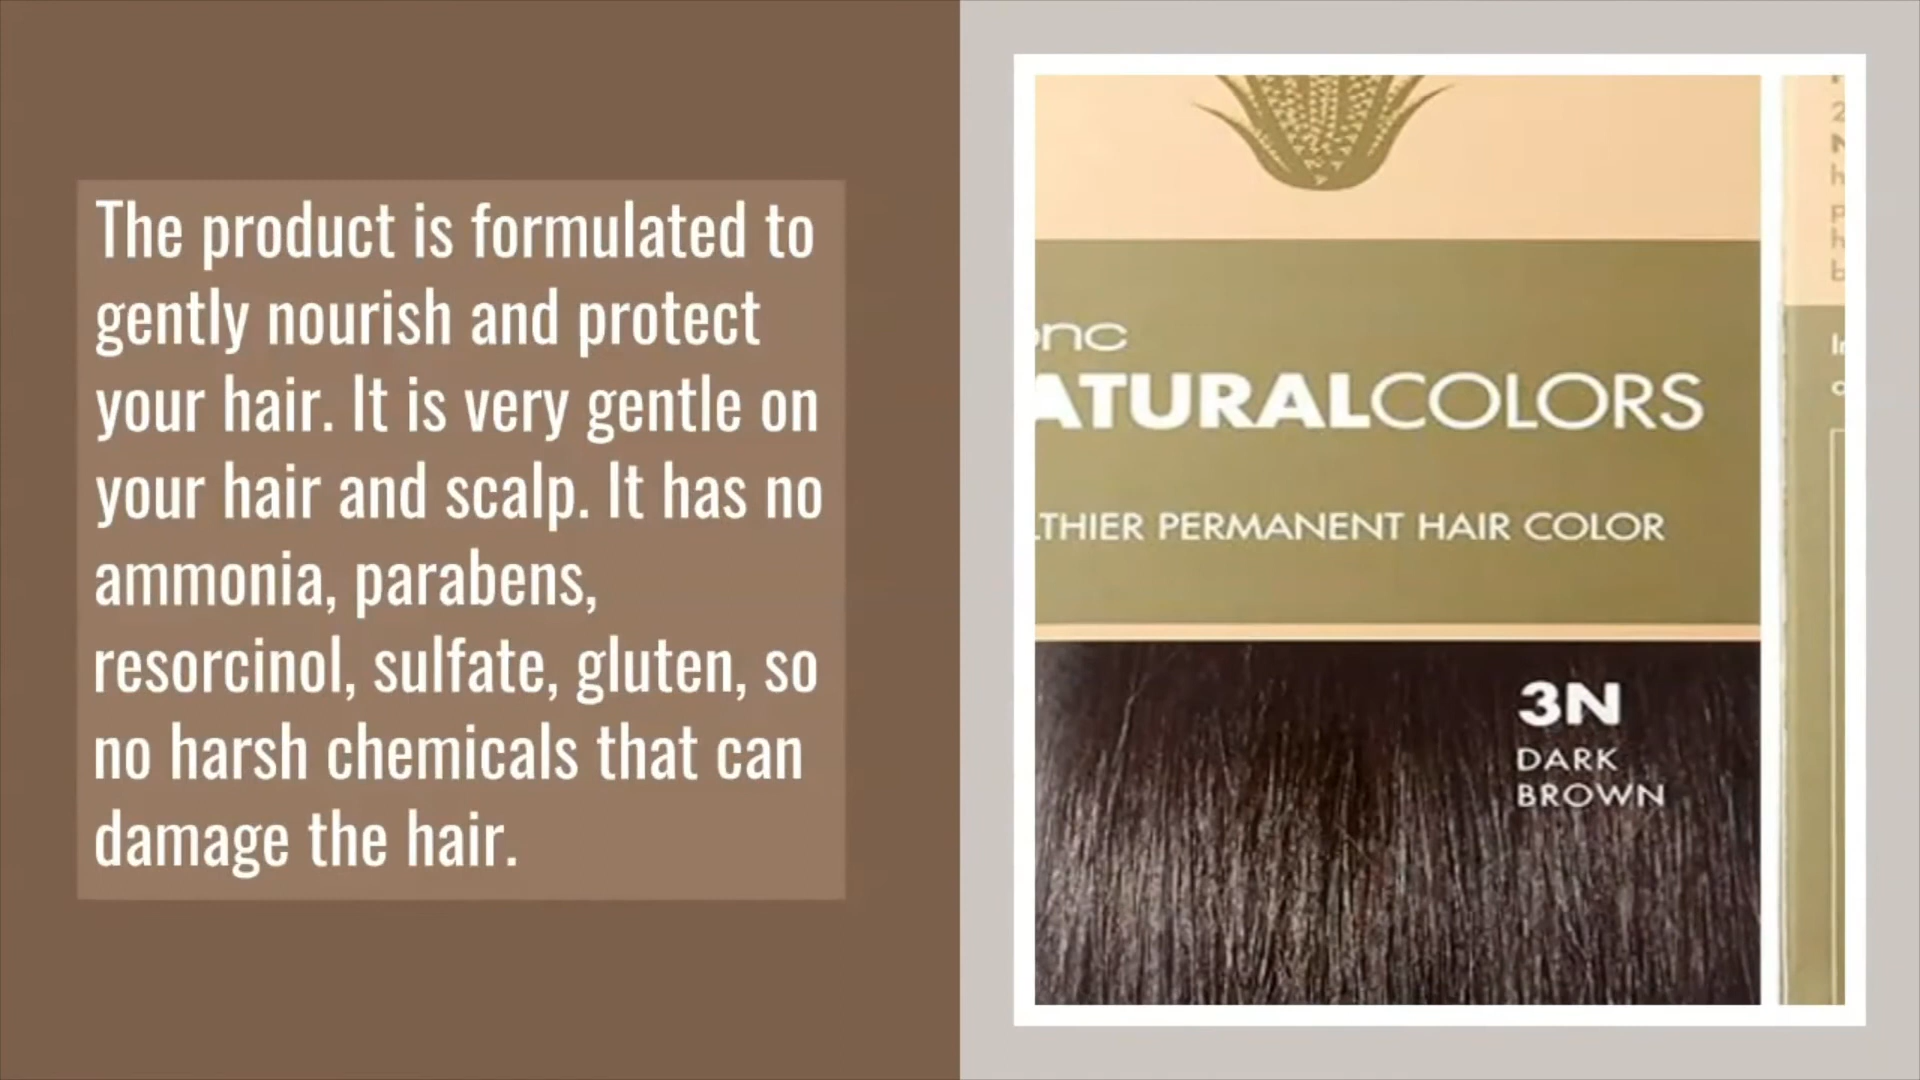 The product is formulated to
gently nourish and protect
your hair. It is very gentle on
your hair and scalp. It has no
ammonia, parabens,
resorcinol, sulfate, gluten, so
no harsh chemicals that can
damage the hair.
onc
ATURALCOLORS
LTHIER PERMANENT HAIR COLOR
3N
DARK
BROWN